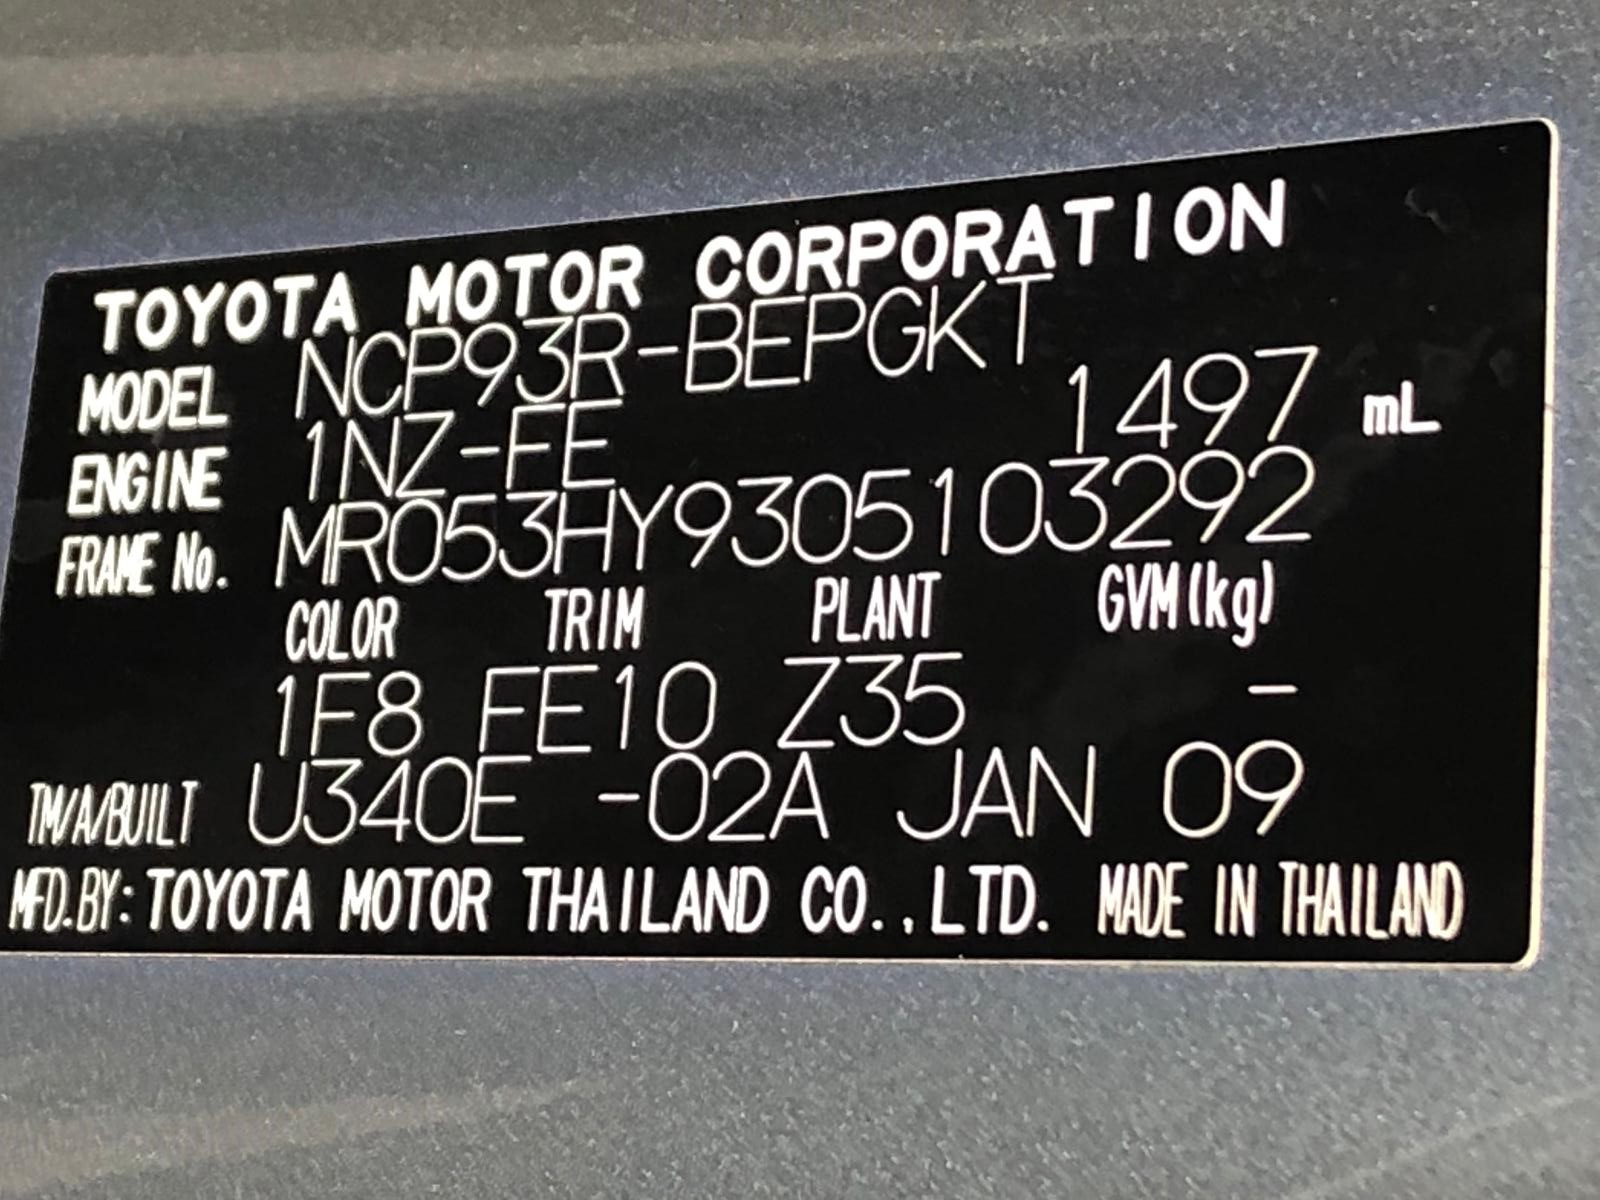 TOYOTA MOTOR CORPORATION
MODEL NCP93R-BEPGKT
ENGINE 1NZ-FE 1497 mL
FRAME No. MR053HY9305103292
COLOR TRIM PLANT GVM(kg)
1F8 FE10 Z35 -
TM/A/BUILT U340E -02A JAN 09
MFD.BY: TOYOTA MOTOR THAILAND CO.,LTD. MADE IN THAILAND